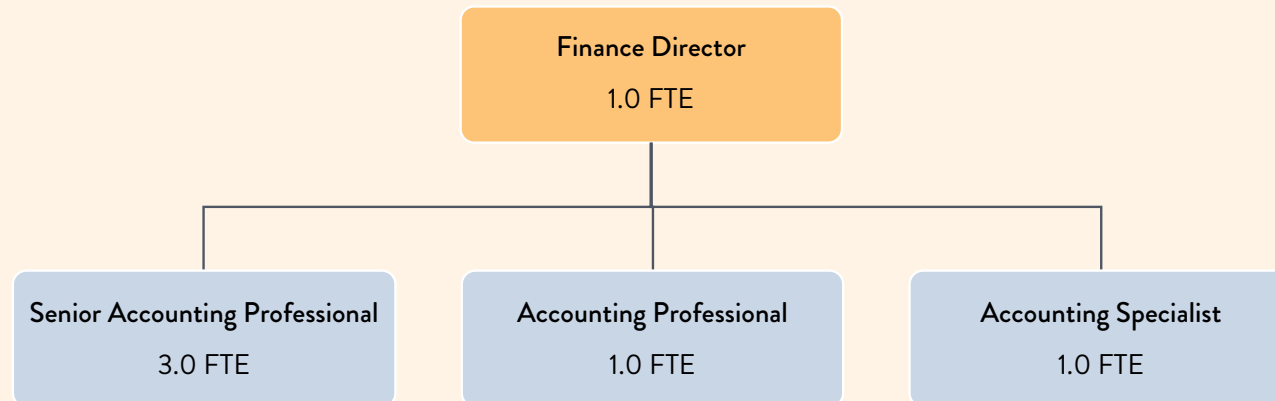 Finance Director
1.0 FTE
Senior Accounting Professional
3.0 FTE
Accounting Professional
1.0 FTE
Accounting Specialist
1.0 FTE